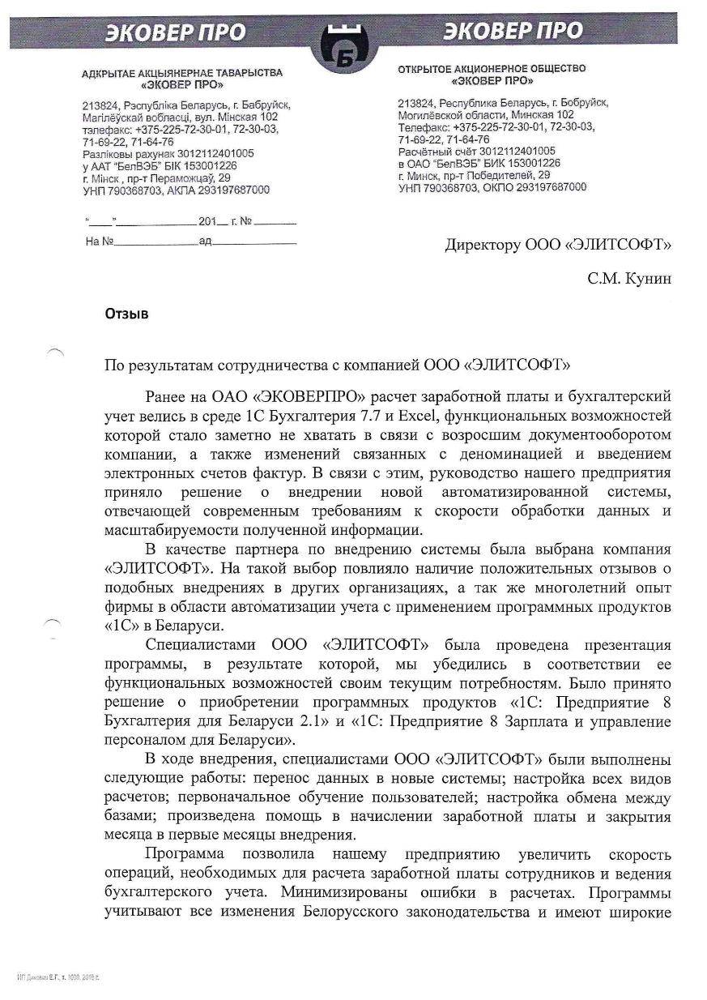 ЭКОВЕР ПРО
ЭКОВЕР ПРО
Б
АДКРЫТАЕ АКЦЫЯНЕРНАЕ ТАВАРЫСТВА
«ЭКОВЕР ПРО»
213824, Рэспубліка Беларусь, г. Бабруйск,
Магілёўскай вобласці, вул. Мінская 102
тэлефакс: +375-225-72-30-01, 72-30-03,
71-69-22, 71-64-76
Разліковы рахунак 3012112401005
у ААТ "БелВЭБ" БІК 153001226
г. Мінск , пр-т Пераможцаў, 29
УНП 790368703, АКПА 293197687000
"____"______________201__ г. № ________
На №_______________ад_______________
ОТКРЫТОЕ АКЦИОНЕРНОЕ ОБЩЕСТВО
«ЭКОВЕР ПРО»
213824, Республика Беларусь, г. Бобруйск,
Могилевской области, Минская 102
Телефакс: +375-225-72-30-01, 72-30-03,
71-69-22, 71-64-76
Расчётный счёт 3012112401005
в ОАО "БелВЭБ" БИК 153001226
г. Минск, пр-т Победителей, 29
УНП 790368703, ОКПО 293197687000
Директору ООО «ЭЛИТСОФТ»
С.М. Кунин
Отзыв
По результатам сотрудничества с компанией ООО «ЭЛИТСОФТ»
Ранее на ОАО «ЭКОВЕРПРО» расчет заработной платы и бухгалтерский
учет велись в среде 1С Бухгалтерия 7.7 и Excel, функциональных возможностей
которой стало заметно не хватать в связи с возросшим документооборотом
компании, а также изменений связанных с деноминацией и введением
электронных счетов фактур. В связи с этим, руководство нашего предприятия
приняло решение о внедрении новой автоматизированной системы,
отвечающей современным требованиям к скорости обработки данных и
масштабируемости полученной информации.
В качестве партнера по внедрению системы была выбрана компания
«ЭЛИТСОФТ». На такой выбор повлияло наличие положительных отзывов о
подобных внедрениях в других организациях, а так же многолетний опыт
фирмы в области автоматизации учета с применением программных продуктов
«1С» в Беларуси.
Специалистами ООО «ЭЛИТСОФТ» была проведена презентация
программы, в результате которой, мы убедились в соответствии ее
функциональных возможностей своим текущим потребностям. Было принято
решение о приобретении программных продуктов «1С: Предприятие 8
Бухгалтерия для Беларуси 2.1» и «1С: Предприятие 8 Зарплата и управление
персоналом для Беларуси».
В ходе внедрения, специалистами ООО «ЭЛИТСОФТ» были выполнены
следующие работы: перенос данных в новые системы; настройка всех видов
расчетов; первоначальное обучение пользователей; настройка обмена между
базами; произведена помощь в начислении заработной платы и закрытия
месяца в первые месяцы внедрения.
Программа позволила нашему предприятию увеличить скорость
операций, необходимых для расчета заработной платы сотрудников и ведения
бухгалтерского учета. Минимизированы ошибки в расчетах. Программы
учитывают все изменения Белорусского законодательства и имеют широкие
ИП Дикович Е.Г., т. 1000, 2016 г.